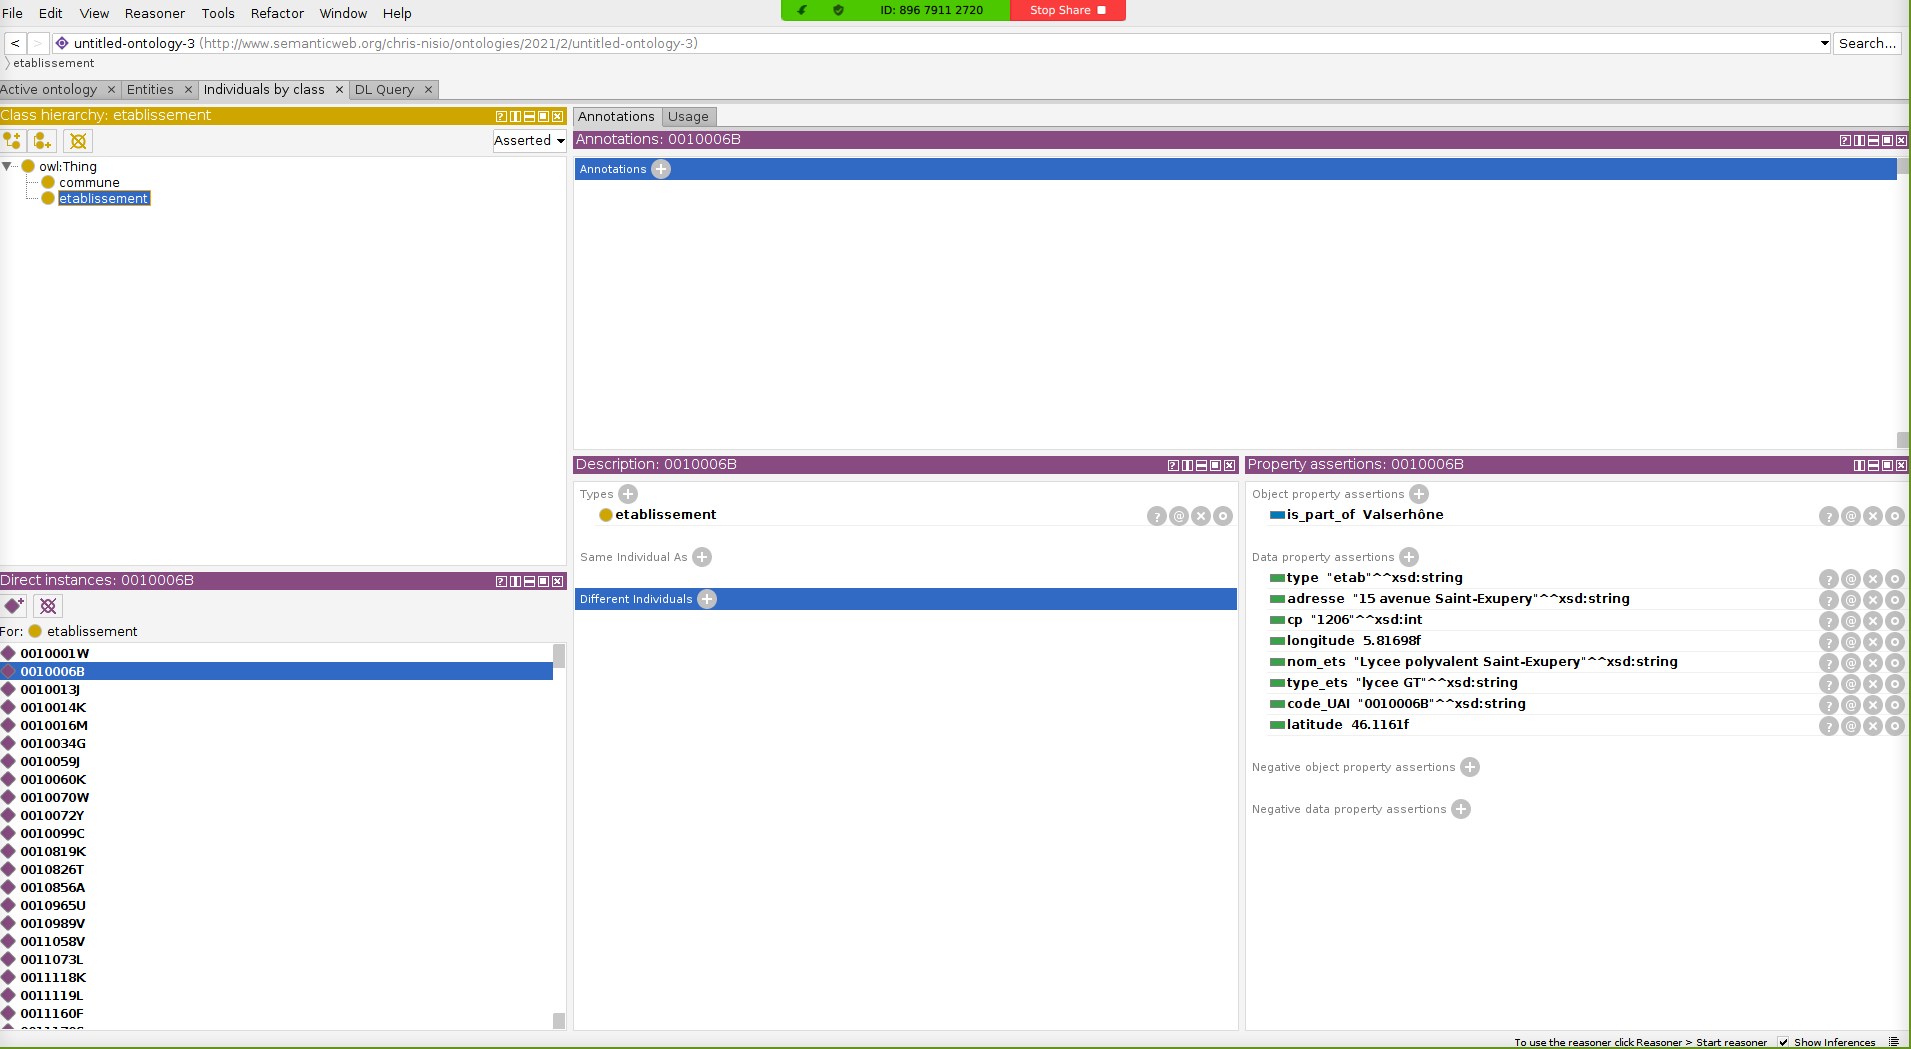 File Edit View Reasoner Tools Refactor Window Help
ID: 896 7911 2720 Stop Share
< > untitled-ontology-3 (http://www.semanticweb.org/chris-nisio/ontologies/2021/2/untitled-ontology-3) Search...
etablissement
Active ontology × Entities × Individuals by class × DL Query ×
Class hierarchy: etablissement
Asserted
owl:Thing
commune
etablissement
Direct instances: 0010006B
For: etablissement
0010001W
0010006B
0010013J
0010014K
0010016M
0010034G
0010059J
0010060K
0010070W
0010072Y
0010099C
0010819K
0010826T
0010856A
0010965U
0010989V
0011058V
0011073L
0011118K
0011119L
0011160F
Annotations Usage
Annotations: 0010006B
Annotations
Description: 0010006B
Types
etablissement
Same Individual As
Different Individuals
Property assertions: 0010006B
Object property assertions
is_part_of Valserhône
Data property assertions
type "etab"^^xsd:string
adresse "15 avenue Saint-Exupery"^^xsd:string
cp "1206"^^xsd:int
longitude 5.81698f
nom_ets "Lycee polyvalent Saint-Exupery"^^xsd:string
type_ets "lycee GT"^^xsd:string
code_UAI "0010006B"^^xsd:string
latitude 46.1161f
Negative object property assertions
Negative data property assertions
To use the reasoner click Reasoner > Start reasoner Show Inferences